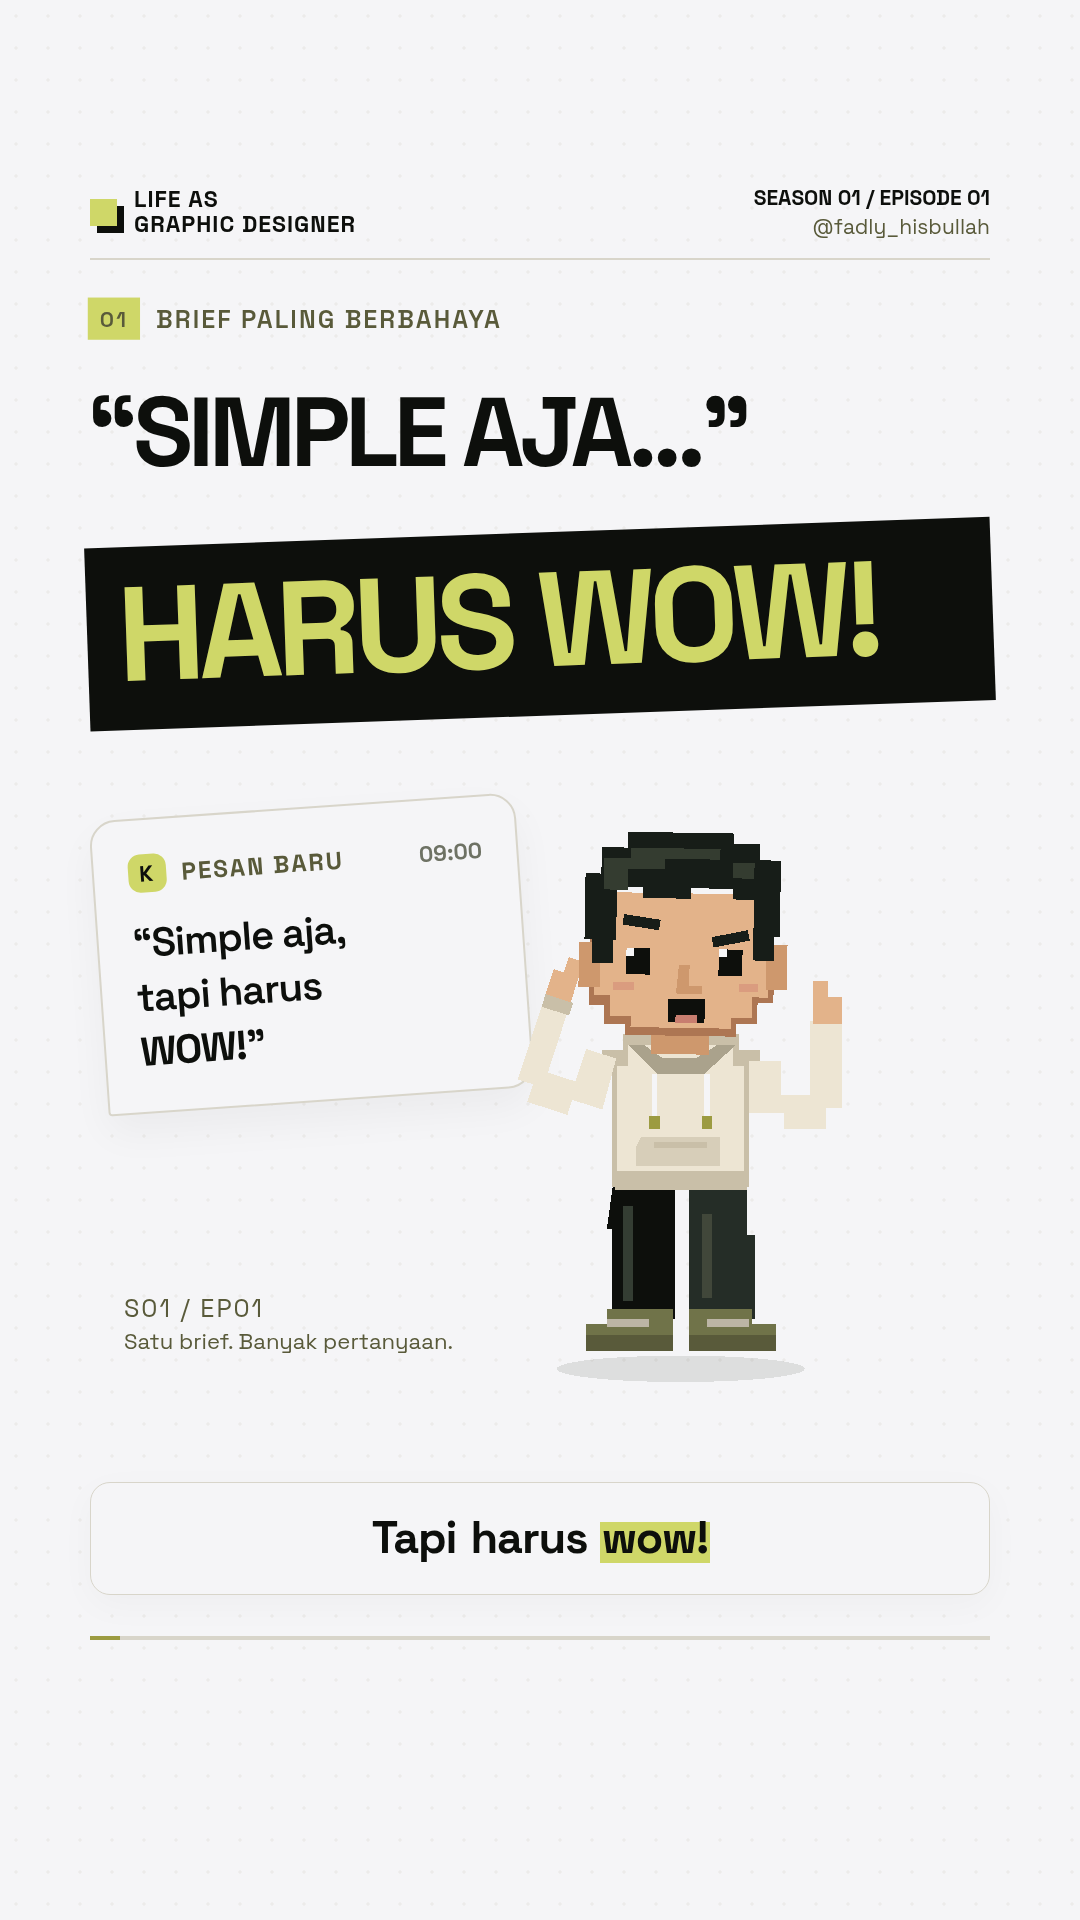 LIFE AS
GRAPHIC DESIGNER
SEASON 01 / EPISODE 01
@fadly_hisbullah
01 BRIEF PALING BERBAHAYA
“SIMPLE AJA...”
HARUS WOW!
K PESAN BARU 09:00
“Simple aja,
tapi harus
WOW!”
S01 / EP01
Satu brief. Banyak pertanyaan.
Tapi harus wow!